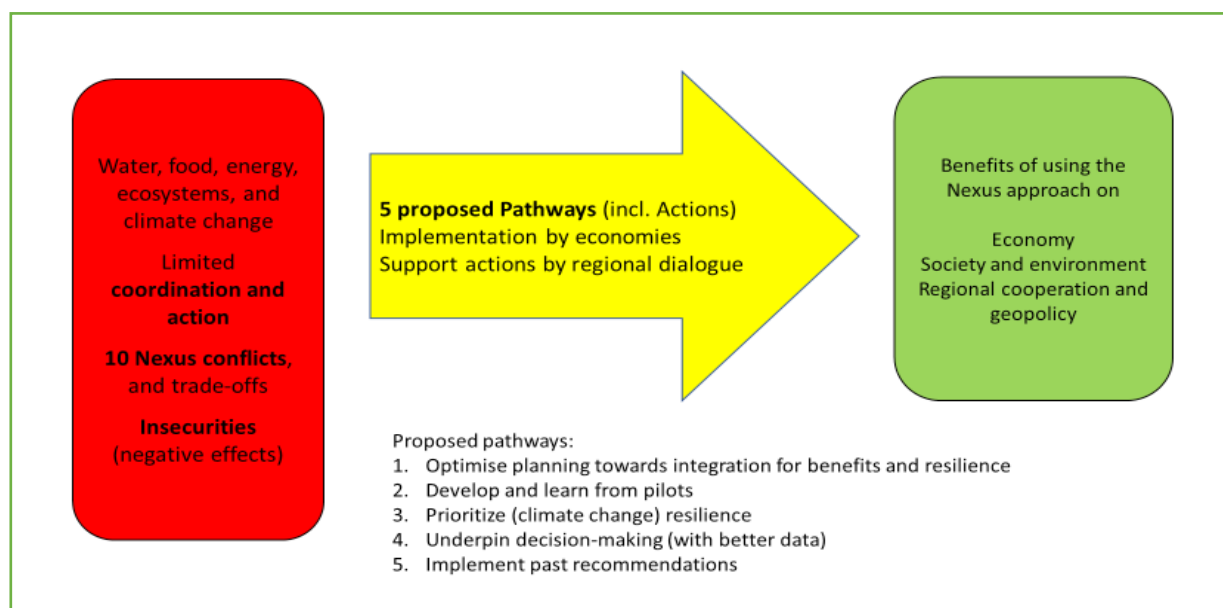 Water, food, energy,
ecosystems, and
climate change
Limited
coordination and
action
10 Nexus conflicts,
and trade-offs
Insecurities
(negative effects)
5 proposed Pathways (incl. Actions)
Implementation by economies
Support actions by regional dialogue
Benefits of using the
Nexus approach on
Economy
Society and environment
Regional cooperation and
geopolicy
Proposed pathways:
1. Optimise planning towards integration for benefits and resilience
2. Develop and learn from pilots
3. Prioritize (climate change) resilience
4. Underpin decision-making (with better data)
5. Implement past recommendations